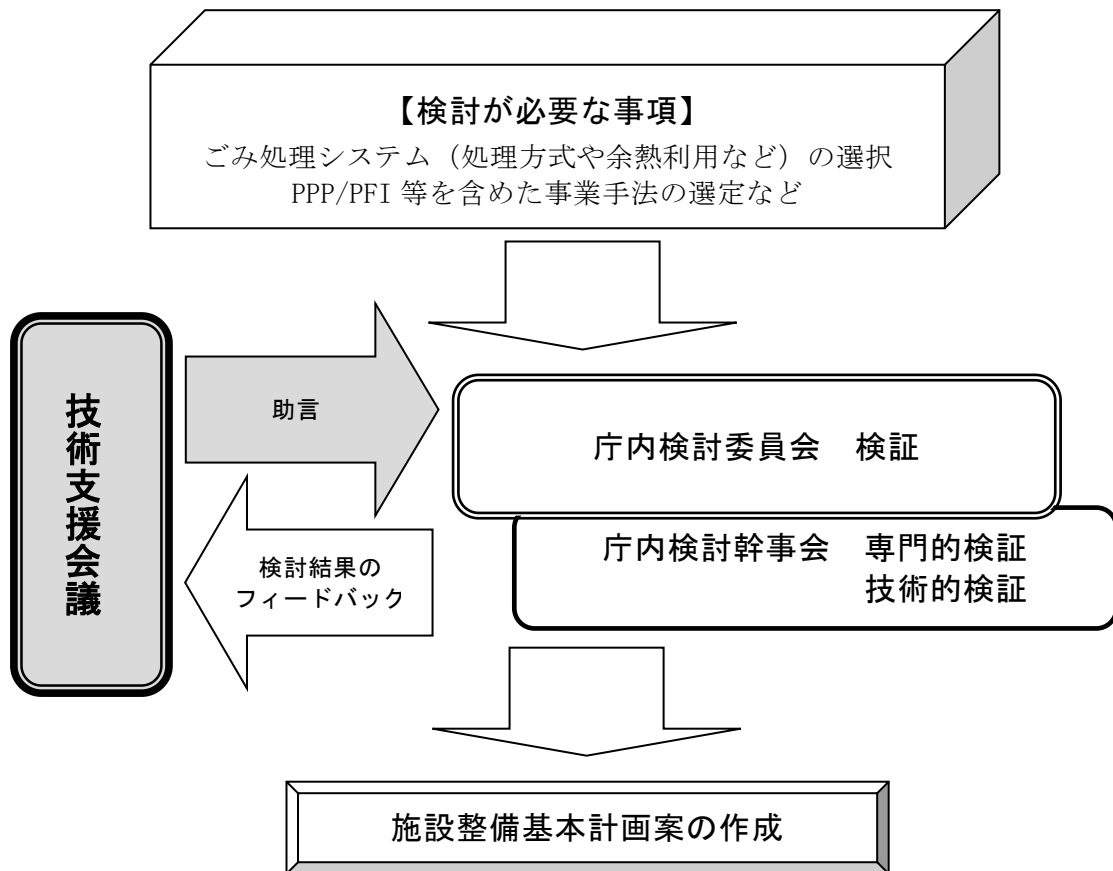 【検討が必要な事項】
ごみ処理システム（処理方式や余熱利用など）の選択
PPP/PFI 等を含めた事業手法の選定など
技術支援会議
助言
庁内検討委員会　検証
検討結果の
フィードバック
庁内検討幹事会　専門的検証
技術的検証
施設整備基本計画案の作成